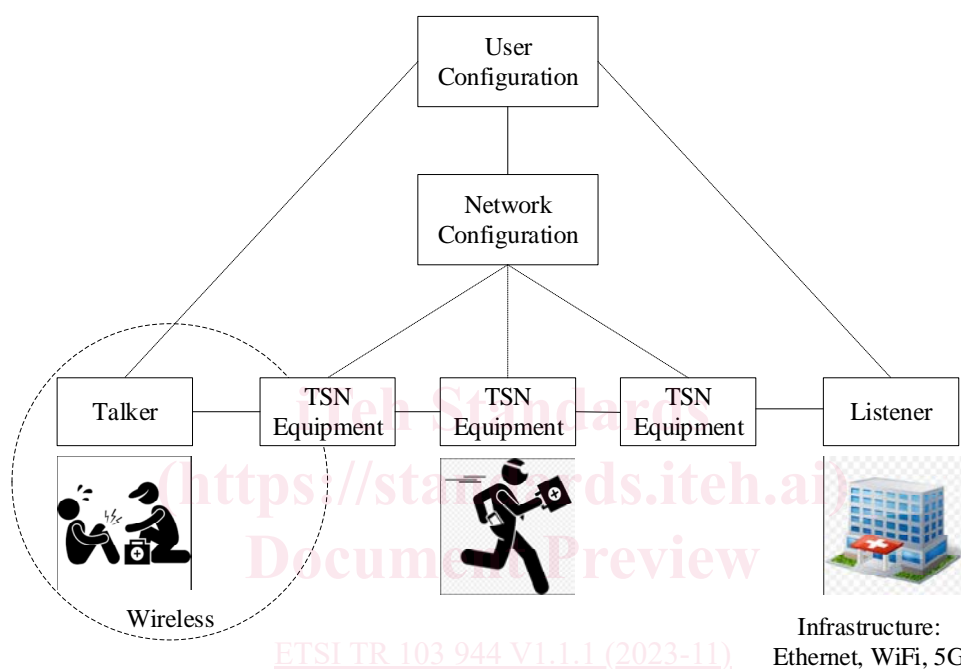 User
Configuration
Network
Configuration
Talker
TSN
Equipment
TSN
Equipment
TSN
Equipment
Listener
iTeh Standards
(https://standards.iteh.ai)
Document Preview
Wireless
Infrastructure:
Ethernet, WiFi, 5G
ETSI TR 103 944 V1.1.1 (2023-11)